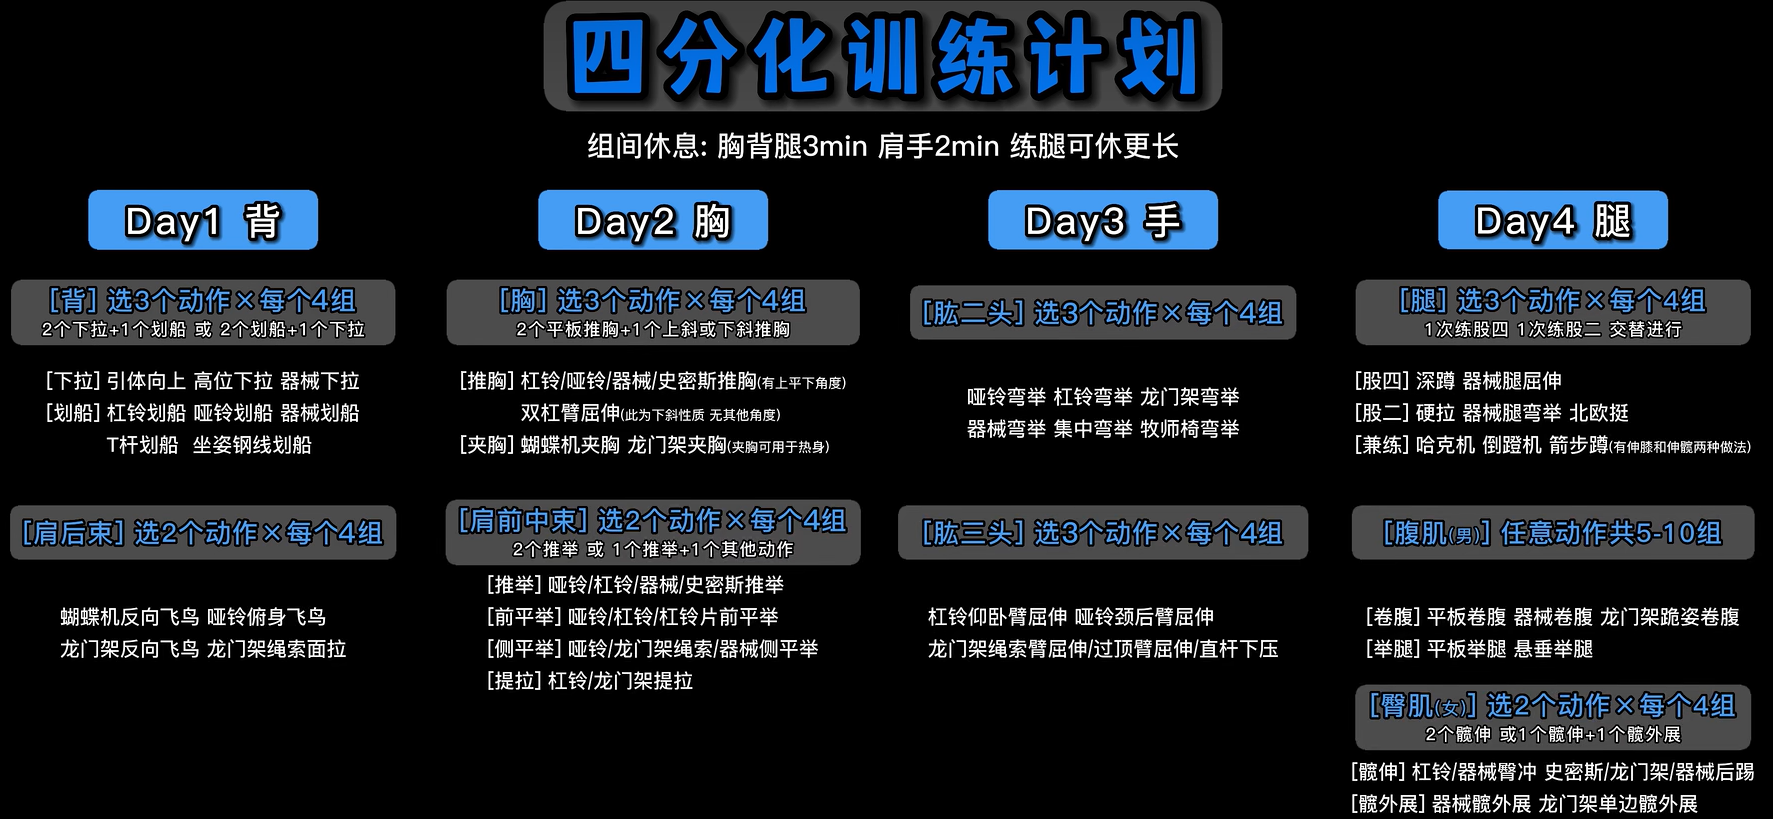 四分化训练计划
组间休息: 胸背腿3min 肩手2min 练腿可休更长
Day1 背
[背] 选3个动作×每个4组
2个下拉+1个划船 或 2个划船+1个下拉
[下拉] 引体向上 高位下拉 器械下拉
[划船] 杠铃划船 哑铃划船 器械划船
T杆划船 坐姿钢线划船
[肩后束] 选2个动作×每个4组
蝴蝶机反向飞鸟 哑铃俯身飞鸟
龙门架反向飞鸟 龙门架绳索面拉
Day2 胸
[胸] 选3个动作×每个4组
2个平板推胸+1个上斜或下斜推胸
[推胸] 杠铃/哑铃/器械/史密斯推胸(有上平下角度)
双杠臂屈伸(此为下斜性质 无其他角度)
[夹胸] 蝴蝶机夹胸 龙门架夹胸(夹胸可用于热身)
[肩前中束] 选2个动作×每个4组
2个推举 或 1个推举+1个其他动作
[推举] 哑铃/杠铃/器械/史密斯推举
[前平举] 哑铃/杠铃/杠铃片前平举
[侧平举] 哑铃/龙门架绳索/器械侧平举
[提拉] 杠铃/龙门架提拉
Day3 手
[肱二头] 选3个动作×每个4组
哑铃弯举 杠铃弯举 龙门架弯举
器械弯举 集中弯举 牧师椅弯举
[肱三头] 选3个动作×每个4组
杠铃仰卧臂屈伸 哑铃颈后臂屈伸
龙门架绳索臂屈伸/过顶臂屈伸/直杆下压
Day4 腿
[腿] 选3个动作×每个4组
1次练股四 1次练股二 交替进行
[股四] 深蹲 器械腿屈伸
[股二] 硬拉 器械腿弯举 北欧挺
[兼练] 哈克机 倒蹬机 箭步蹲(有伸膝和伸髋两种做法)
[腹肌(男)] 任意动作共5-10组
[卷腹] 平板卷腹 器械卷腹 龙门架跪姿卷腹
[举腿] 平板举腿 悬垂举腿
[臀肌(女)] 选2个动作×每个4组
2个髋伸 或1个髋伸+1个髋外展
[髋伸] 杠铃/器械臀冲 史密斯/龙门架/器械后踢
[髋外展] 器械髋外展 龙门架单边髋外展